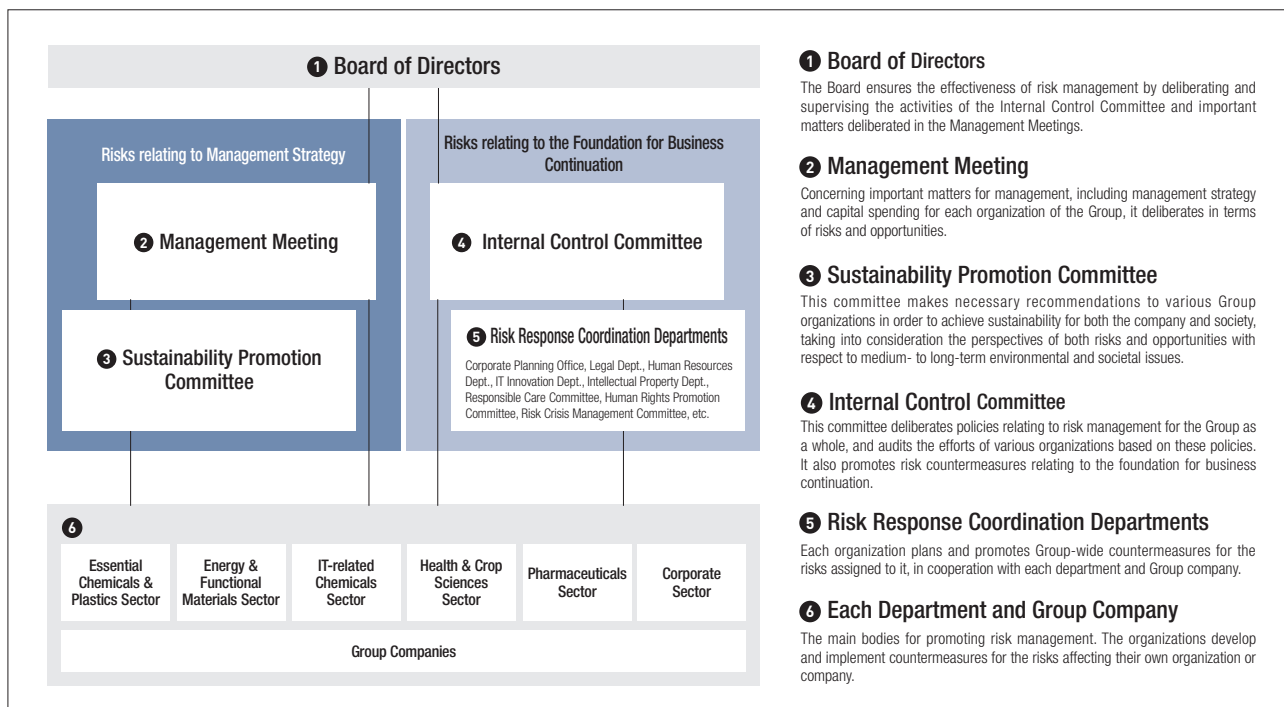 ❶ Board of Directors
Risks relating to Management Strategy
❷ Management Meeting
❸ Sustainability Promotion
Committee
Risks relating to the Foundation for Business
Continuation
❹ Internal Control Committee
❺ Risk Response Coordination Departments
Corporate Planning Office, Legal Dept., Human Resources
Dept., IT Innovation Dept., Intellectual Property Dept.,
Responsible Care Committee, Human Rights Promotion
Committee, Risk Crisis Management Committee, etc.
❻
Essential
Chemicals &
Plastics Sector
Energy &
Functional
Materials Sector
IT-related
Chemicals
Sector
Health & Crop
Sciences
Sector
Pharmaceuticals
Sector
Corporate
Sector
Group Companies
❶ Board of Directors
The Board ensures the effectiveness of risk management by deliberating and
supervising the activities of the Internal Control Committee and important
matters deliberated in the Management Meetings.
❷ Management Meeting
Concerning important matters for management, including management strategy
and capital spending for each organization of the Group, it deliberates in terms
of risks and opportunities.
❸ Sustainability Promotion Committee
This committee makes necessary recommendations to various Group
organizations in order to achieve sustainability for both the company and society,
taking into consideration the perspectives of both risks and opportunities with
respect to medium- to long-term environmental and societal issues.
❹ Internal Control Committee
This committee deliberates policies relating to risk management for the Group as
a whole, and audits the efforts of various organizations based on these policies.
It also promotes risk countermeasures relating to the foundation for business
continuation.
❺ Risk Response Coordination Departments
Each organization plans and promotes Group-wide countermeasures for the
risks assigned to it, in cooperation with each department and Group company.
❻ Each Department and Group Company
The main bodies for promoting risk management. The organizations develop
and implement countermeasures for the risks affecting their own organization or
company.